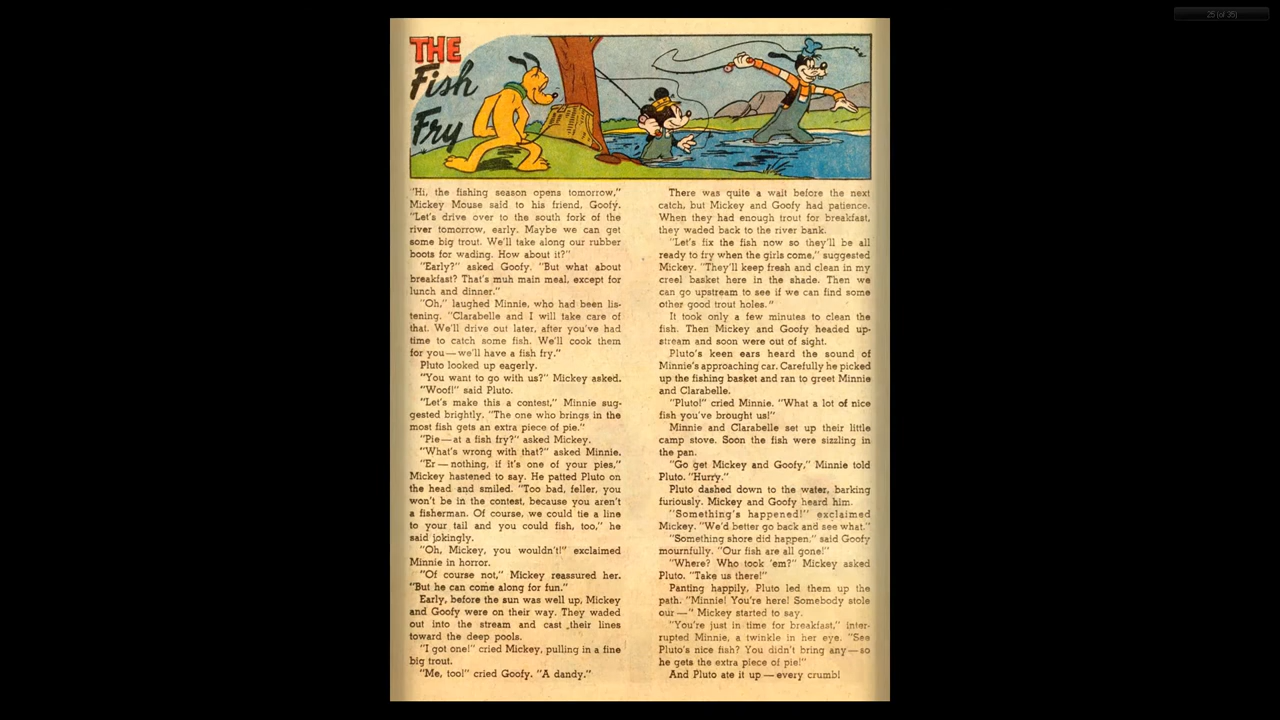 25 (of 35)
THE
Fish
Fry
"Hi, the fishing season opens tomorrow,"
Mickey Mouse said to his friend, Goofy.
"Let's drive over to the south fork of the
river tomorrow, early. Maybe we can get
some big trout. We'll take along our rubber
boots for wading. How about it?"
"Early?" asked Goofy. "But what about
breakfast? That's muh main meal, except for
lunch and dinner."
"Oh," laughed Minnie, who had been lis-
tening. "Clarabelle and I will take care of
that. We'll drive out later, after you've had
time to catch some fish. We'll cook them
for you—we'll have a fish fry."
Pluto looked up eagerly.
"You want to go with us?" Mickey asked.
"Woof!" said Pluto.
"Let's make this a contest," Minnie sug-
gested brightly. "The one who brings in the
most fish gets an extra piece of pie."
"Pie—at a fish fry?" asked Mickey.
"What's wrong with that?" asked Minnie.
"Er—nothing, if it's one of your pies,"
Mickey hastened to say. He patted Pluto on
the head and smiled. "Too bad, feller, you
won't be in the contest, because you aren't
a fisherman. Of course, we could tie a line
to your tail and you could fish, too," he
said jokingly.
"Oh, Mickey, you wouldn't!" exclaimed
Minnie in horror.
"Of course not," Mickey reassured her.
"But he can come along for fun."
Early, before the sun was well up, Mickey
and Goofy were on their way. They waded
out into the stream and cast their lines
toward the deep pools.
"I got one!" cried Mickey, pulling in a fine
big trout.
"Me, too!" cried Goofy. "A dandy."
There was quite a wait before the next
catch, but Mickey and Goofy had patience.
When they had enough trout for breakfast,
they waded back to the river bank.
"Let's fix the fish now so they'll be all
ready to fry when the girls come," suggested
Mickey. "They'll keep fresh and clean in my
creel basket here in the shade. Then we
can go upstream to see if we can find some
other good trout holes."
It took only a few minutes to clean the
fish. Then Mickey and Goofy headed up-
stream and soon were out of sight.
Pluto's keen ears heard the sound of
Minnie's approaching car. Carefully he picked
up the fishing basket and ran to greet Minnie
and Clarabelle.
"Pluto!" cried Minnie. "What a lot of nice
fish you've brought us!"
Minnie and Clarabelle set up their little
camp stove. Soon the fish were sizzling in
the pan.
"Go get Mickey and Goofy," Minnie told
Pluto. "Hurry."
Pluto dashed down to the water, barking
furiously. Mickey and Goofy heard him.
"Something's happened!" exclaimed
Mickey. "We'd better go back and see what."
"Something shore did happen," said Goofy
mournfully. "Our fish are all gone!"
"Where? Who took 'em?" Mickey asked
Pluto. "Take us there!"
Panting happily, Pluto led them up the
path. "Minnie! You're here! Somebody stole
our—" Mickey started to say.
"You're just in time for breakfast," inter-
rupted Minnie, a twinkle in her eye. "See
Pluto's nice fish? You didn't bring any—so
he gets the extra piece of pie!"
And Pluto ate it up—every crumb!